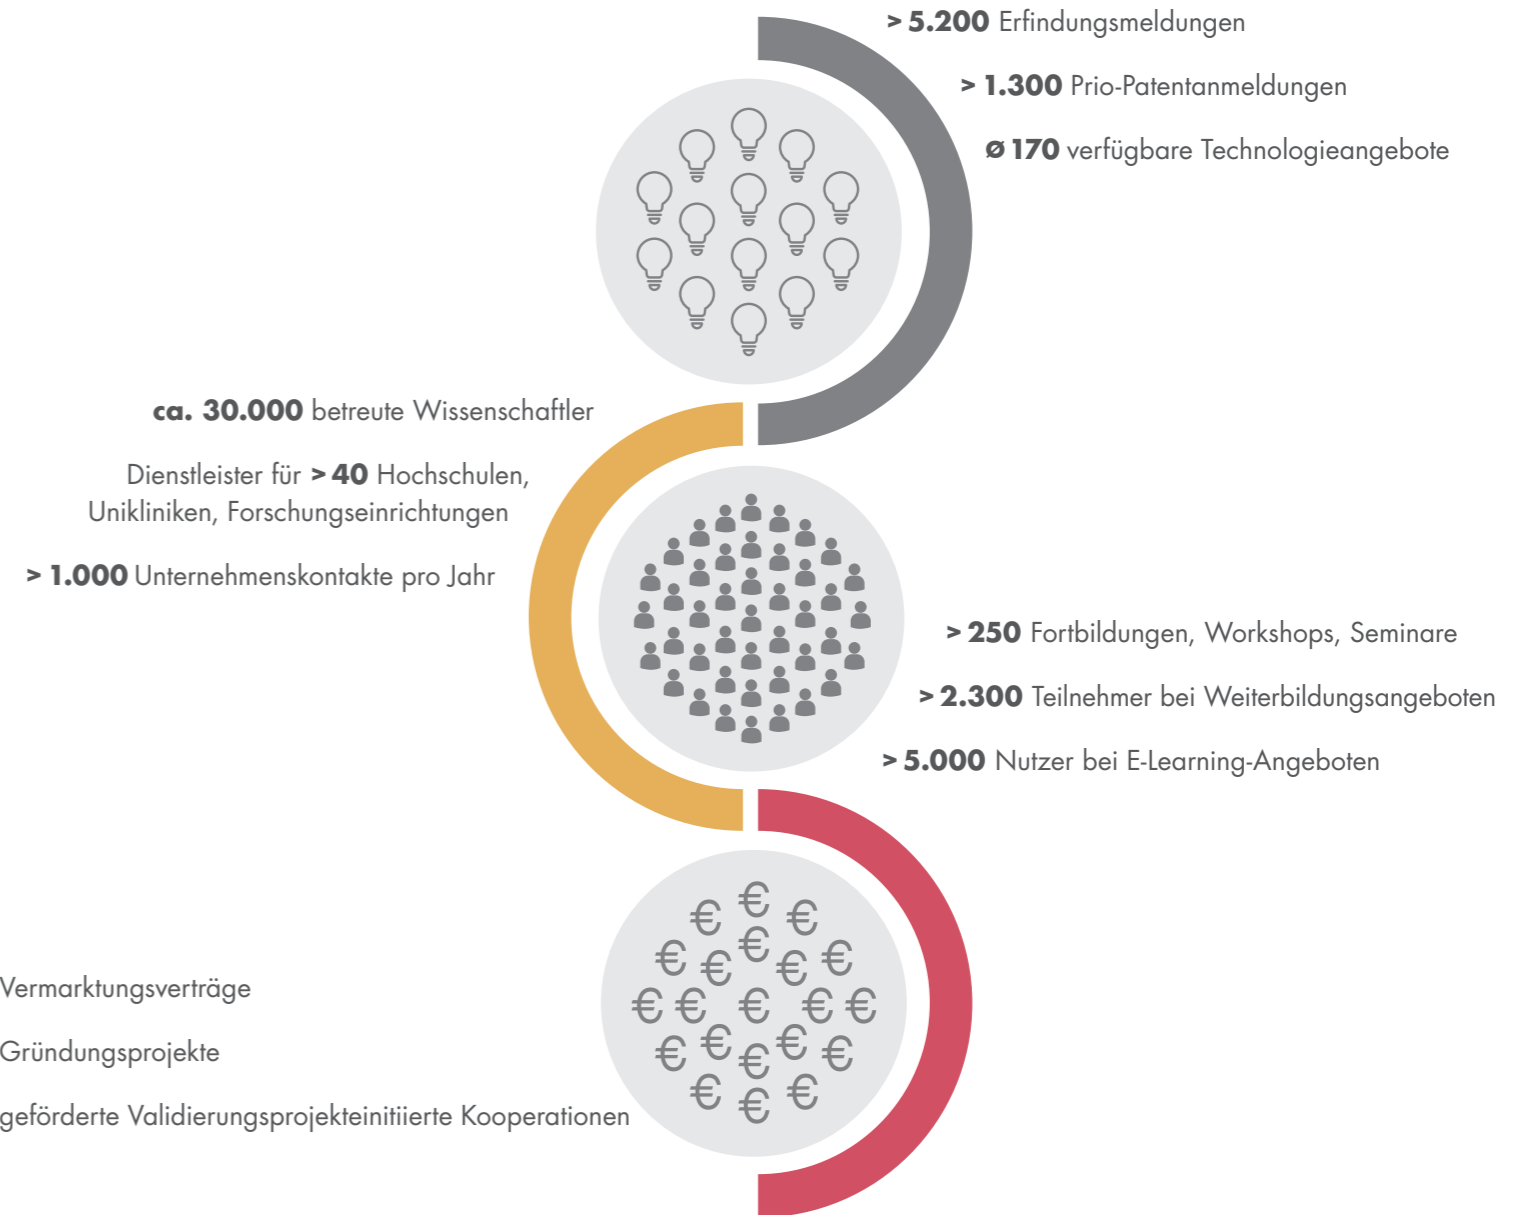 > 5.200 Erfindungsmeldungen
> 1.300 Prio-Patentanmeldungen
ø 170 verfügbare Technologieangebote
ca. 30.000 betreute Wissenschaftler
Dienstleister für > 40 Hochschulen,
Unikliniken, Forschungseinrichtungen
> 1.000 Unternehmenskontakte pro Jahr
> 250 Fortbildungen, Workshops, Seminare
> 2.300 Teilnehmer bei Weiterbildungsangeboten
> 5.000 Nutzer bei E-Learning-Angeboten
Vermarktungsverträge
Gründungsprojekte
geförderte Validierungsprojekteinitiierte Kooperationen